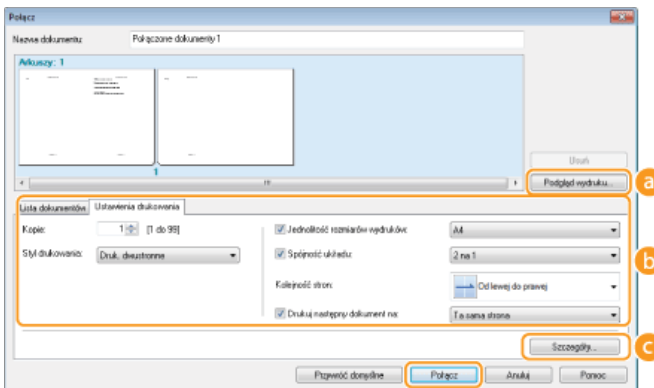 Połącz
Nazwa dokumentu: Połączone dokumenty 1
Arkuszy: 1
1
Usuń
Podgląd wydruku... a
Lista dokumentów Ustawienia drukowania
Kopie: 1 [1 do 99] Jednolitość rozmiarów wydruków: A4
Styl drukowania: Druk. dwustronne Spójność układu: 2 na 1 b
Kolejność stron: Od lewej do prawej
Drukuj następny dokument na: Ta sama strona
Szczegóły... c
Przywróć domyślne Połącz Anuluj Pomoc